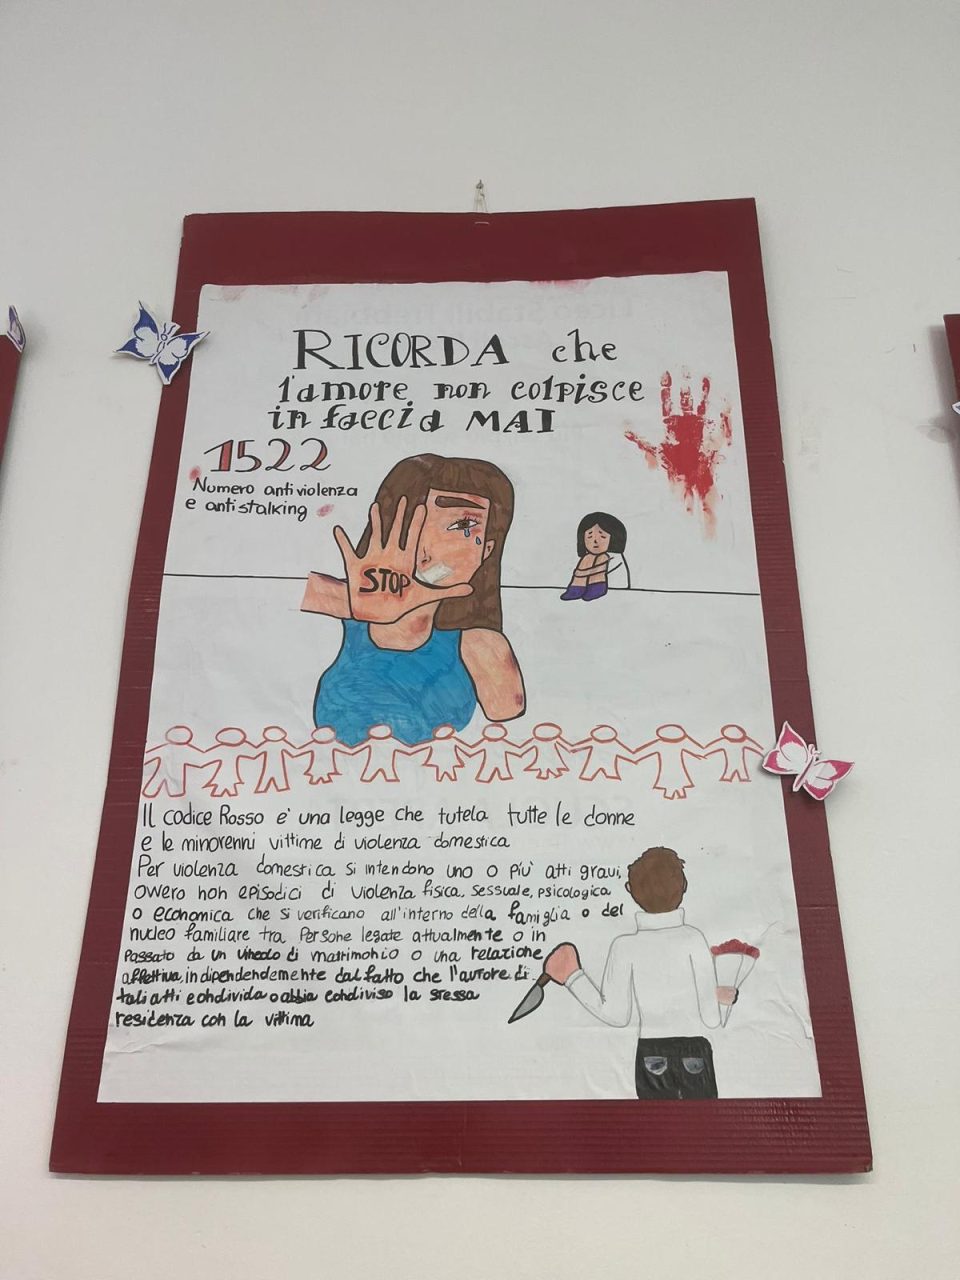 RICORDA che
l'amore non colpisce
in faccia MAI
1522
Numero antiviolenza
e antistalking
STOP
Il codice Rosso e' una legge che tutela tutte le donne
e le minorenni vittime di violenza domestica
Per violenza domestica si intendono uno o piu' atti gravi,
ovvero non episodici di violenza fisica, sessuale, psicologica
o economica che si verificano all'interno della famiglia o del
nucleo familiare tra persone legate attualmente o in
passato da un vincolo di matrimonio o una relazione
affettiva, indipendendemente dal fatto che l'autore di
tali atti condivida o abbia condiviso la stessa
residenza con la vittima